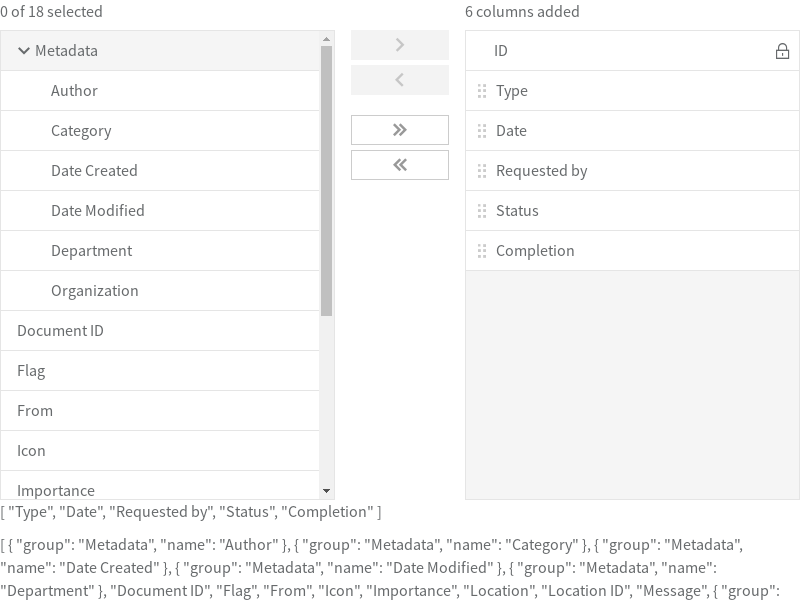 0 of 18 selected
Metadata
Author
Category
Date Created
Date Modified
Department
Organization
Document ID
Flag
From
Icon
Importance
6 columns added
ID
Type
Date
Requested by
Status
Completion
[ "Type", "Date", "Requested by", "Status", "Completion" ]
[ { "group": "Metadata", "name": "Author" }, { "group": "Metadata", "name": "Category" }, { "group": "Metadata",
"name": "Date Created" }, { "group": "Metadata", "name": "Date Modified" }, { "group": "Metadata", "name":
"Department" }, "Document ID", "Flag", "From", "Icon", "Importance", "Location", "Location ID", "Message", { "group":